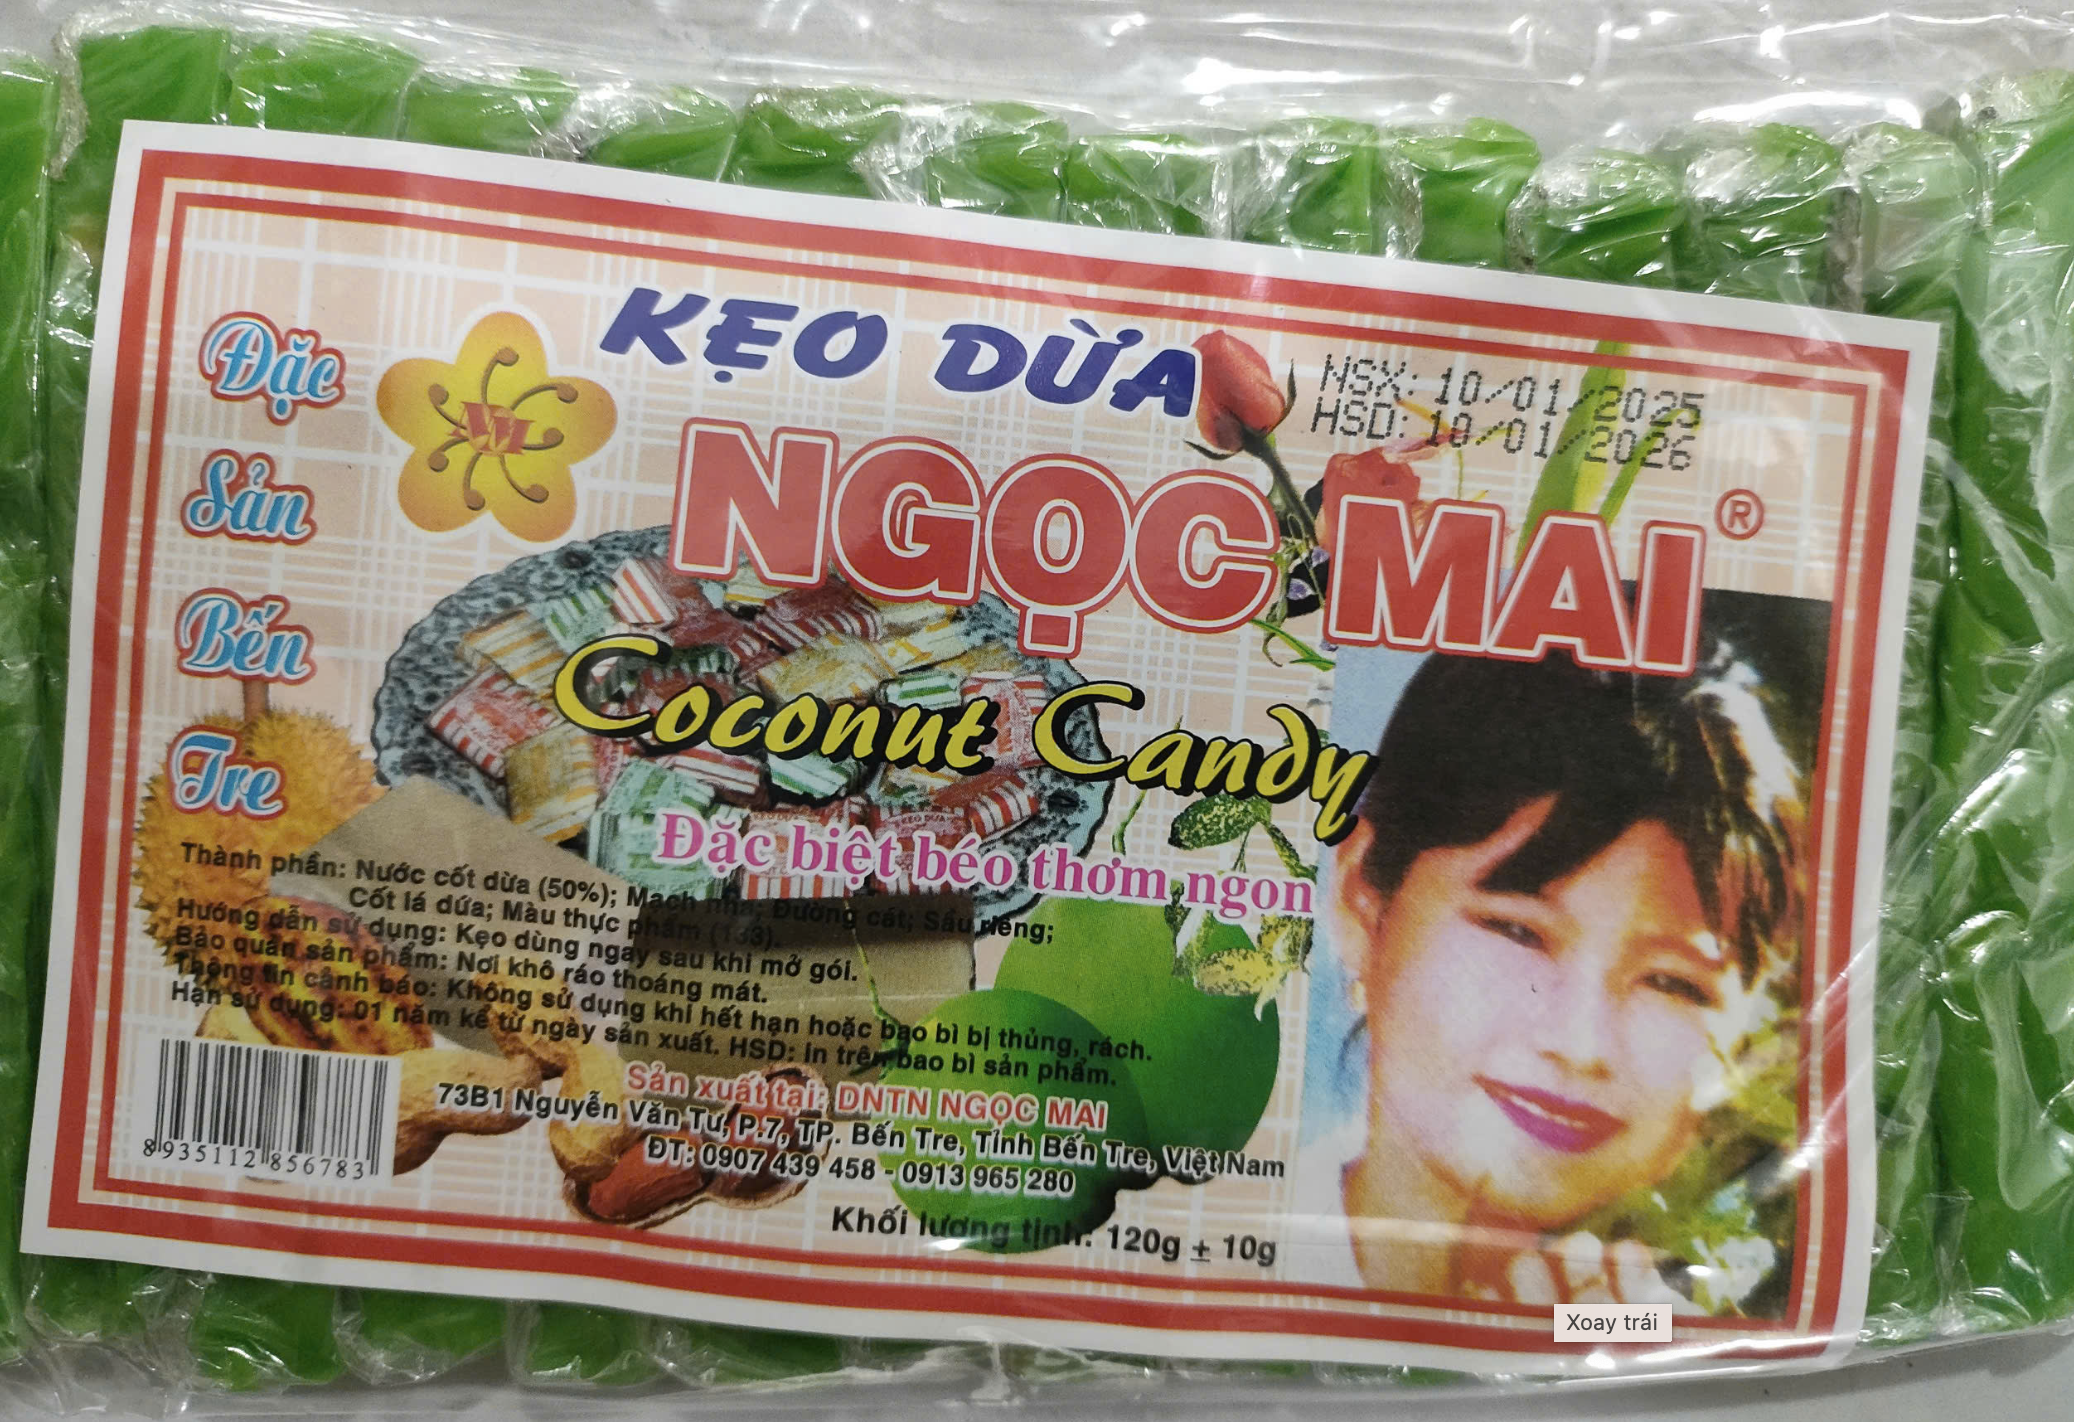 KẸO DỪA
NSX: 10/01/2025
HSD: 10/01/2026
NGỌC MAI®
Coconut Candy
Đặc biệt béo thơm ngon
Đặc
Sản
Bến
Tre
Thành phần: Nước cốt dừa (50%); Mạch nha; Đường cát; Sầu riêng;
Cốt lá dứa; Màu thực phẩm (133).
Hướng dẫn sử dụng: Kẹo dùng ngay sau khi mở gói.
Bảo quản sản phẩm: Nơi khô ráo thoáng mát.
Thông tin cảnh báo: Không sử dụng khi hết hạn hoặc bao bì bị thủng, rách.
Hạn sử dụng: 01 năm kể từ ngày sản xuất. HSD: in trên bao bì sản phẩm.
Sản xuất tại: DNTN NGỌC MAI
73B1 Nguyễn Văn Tư, P.7, TP. Bến Tre, Tỉnh Bến Tre, Việt Nam
ĐT: 0907 439 458 - 0913 965 280
Khối lượng tịnh: 120g ± 10g
8935112856783
Xoay trái